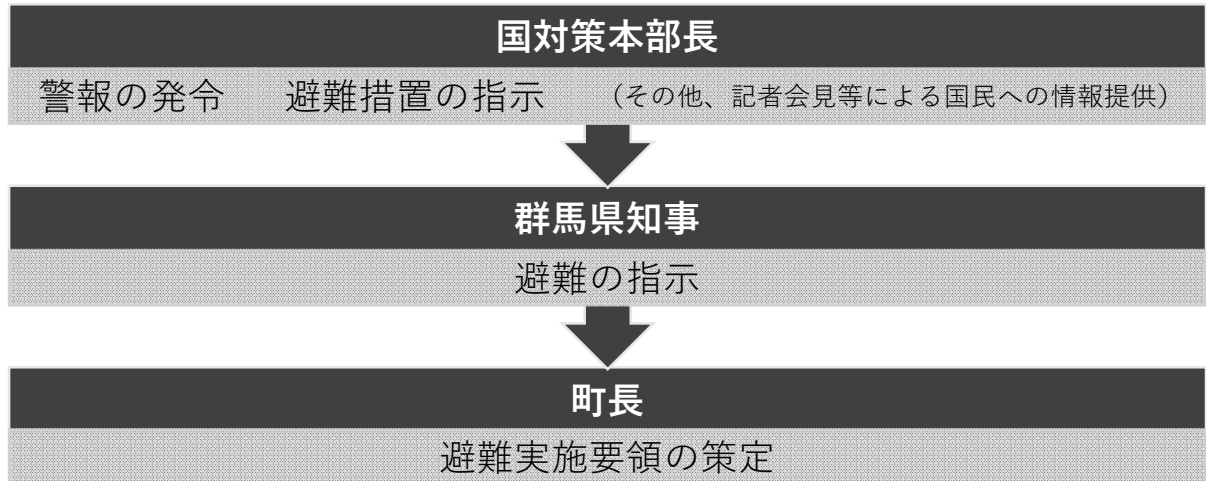 国対策本部長
警報の発令　避難措置の指示　（その他、記者会見等による国民への情報提供）
群馬県知事
避難の指示
町長
避難実施要領の策定